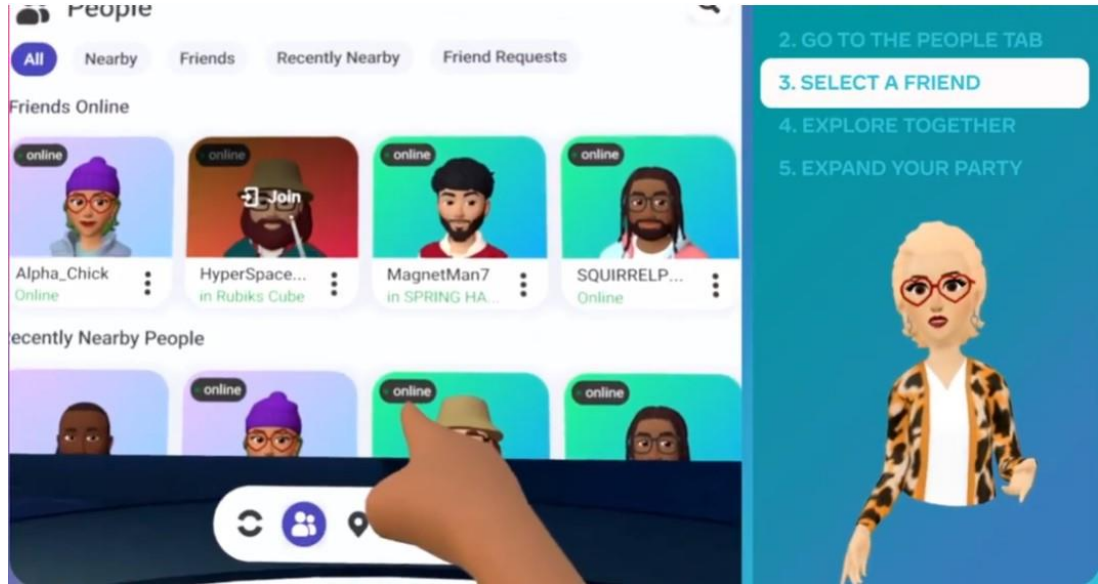 People
All
Nearby
Friends
Recently Nearby
Friend Requests
Friends Online
online
online
online
online
Join
Alpha_Chick
Online
HyperSpace...
in Rubiks Cube
MagnetMan7
in SPRING HA...
SQUIRRELP...
Online
ecently Nearby People
online
online
online
2. GO TO THE PEOPLE TAB
3. SELECT A FRIEND
4. EXPLORE TOGETHER
5. EXPAND YOUR PARTY